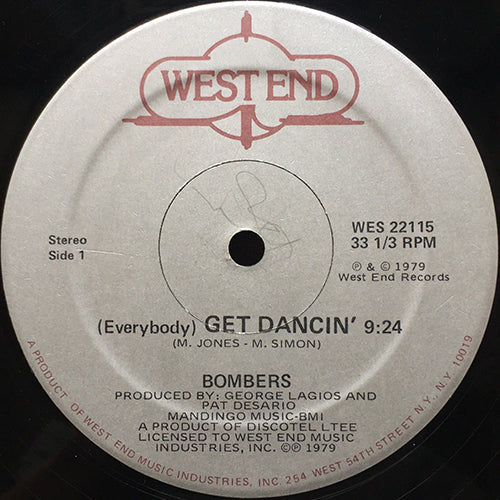 WEST END
Stereo
Side 1
WES 22115
33 1/3 RPM
Ⓟ & © 1979
West End Records
(Everybody) GET DANCIN' 9:24
(M. JONES - M. SIMON)
BOMBERS
PRODUCED BY: GEORGE LAGIOS AND
PAT DESARIO
MANDINGO MUSIC-BMI
A PRODUCT OF DISCOTEL LTEE
LICENSED TO WEST END MUSIC
INDUSTRIES, INC. ©Ⓟ 1979
A PRODUCT OF WEST END MUSIC INDUSTRIES, INC. 254 WEST 54TH STREET N.Y., N.Y. 10019